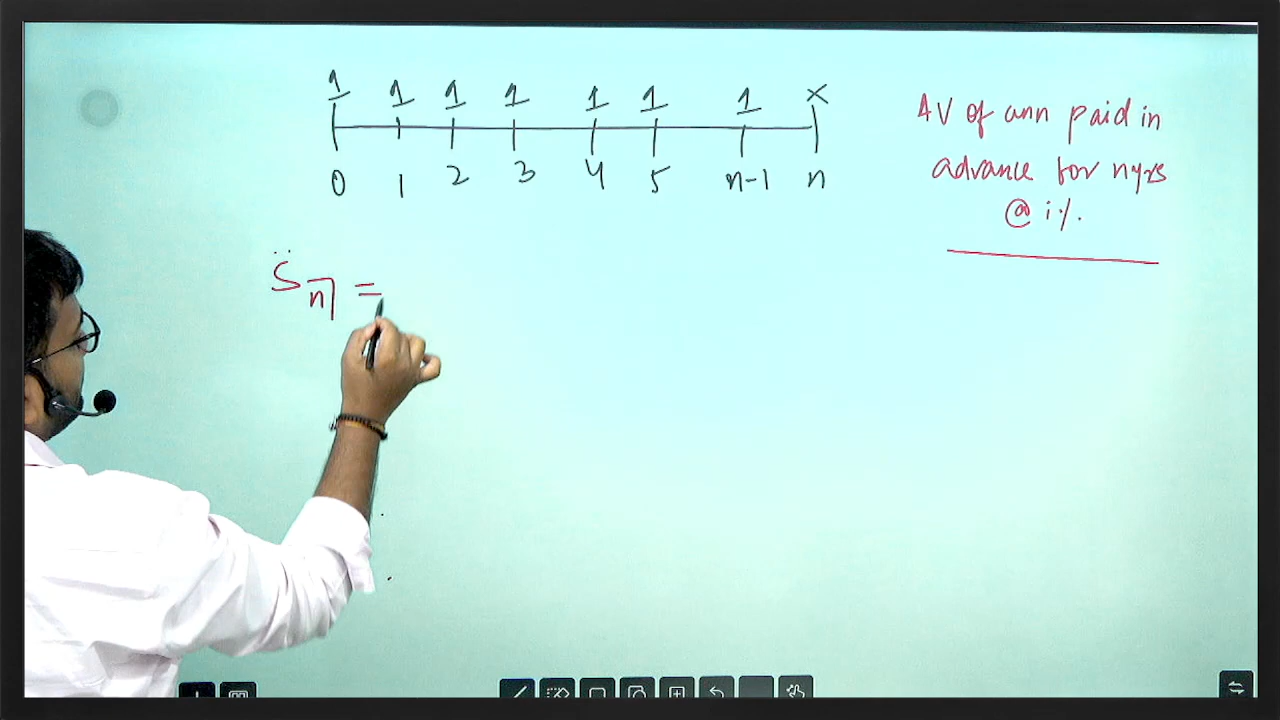 1 1 1 1 1 1 1 ×
0 1 2 3 4 5 n-1 n
AV of ann paid in
advance for n yrs
@ i%.
S̈n̅| =